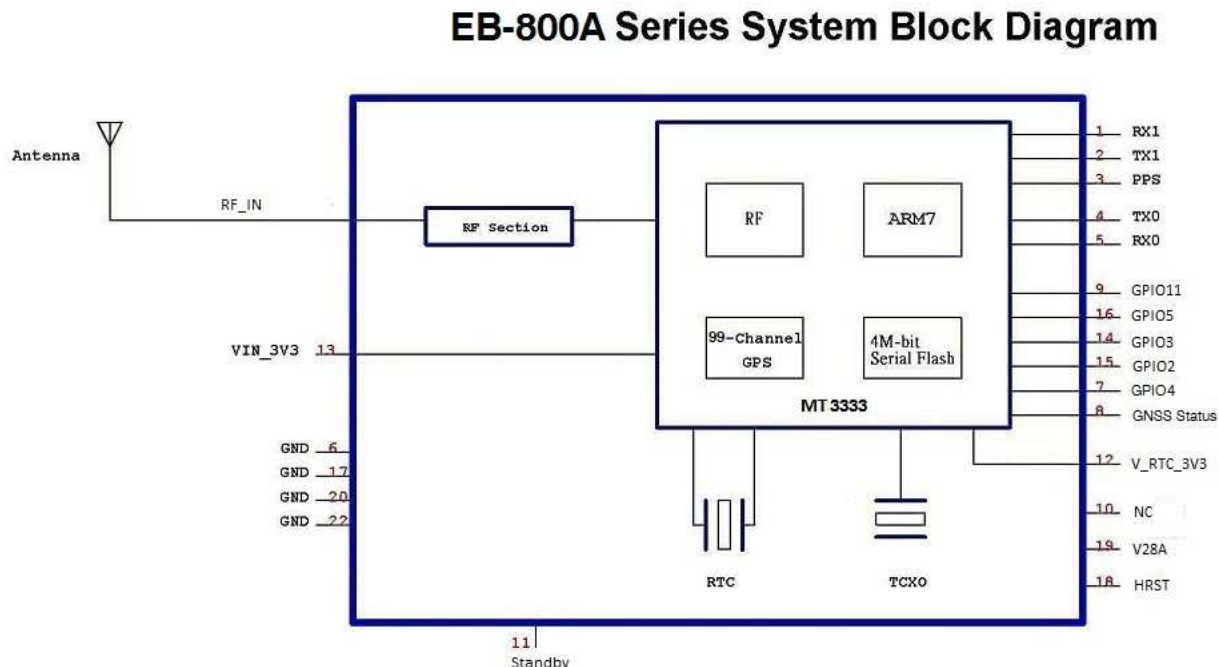 EB-800A Series System Block Diagram
Antenna
RF_IN
RF Section
RF
ARM7
99-Channel
GPS
4M-bit
Serial Flash
MT3333
VIN_3V3 13
GND 6
GND 17
GND 20
GND 22
1 RX1
2 TX1
3 PPS
4 TX0
5 RX0
9 GPIO11
16 GPIO5
14 GPIO3
15 GPIO2
7 GPIO4
8 GNSS Status
12 V_RTC_3V3
10 NC
19 V28A
18 HRST
RTC
TCXO
11
Standby